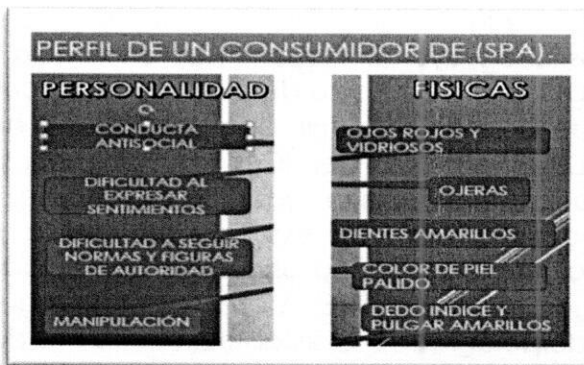 PERFIL DE UN CONSUMIDOR DE (SPA).
PERSONALIDAD
CONDUCTA
ANTISOCIAL
DIFICULTAD AL
EXPRESAR
SENTIMIENTOS
DIFICULTAD A SEGUIR
NORMAS Y FIGURAS
DE AUTORIDAD
MANIPULACIÓN
FISICAS
OJOS ROJOS Y
VIDRIOSOS
OJERAS
DIENTES AMARILLOS
COLOR DE PIEL
PALIDO
DEDO INDICE Y
PULGAR AMARILLOS